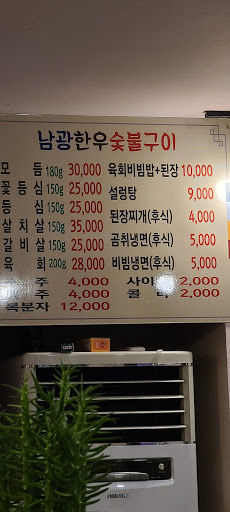 남광한우숯불구이
모 듬 180g 30,000 육회비빔밥+된장 10,000
꽃등심 150g 25,000 설렁탕 9,000
등 심 150g 25,000 된장찌개(후식) 4,000
살치살 150g 35,000 곰취냉면(후식) 5,000
갈비살 150g 25,000 비빔냉면(후식) 5,000
육 회 200g 28,000
주 4,000 사이 2,000
주 4,000 콜 2,000
복분자 12,000